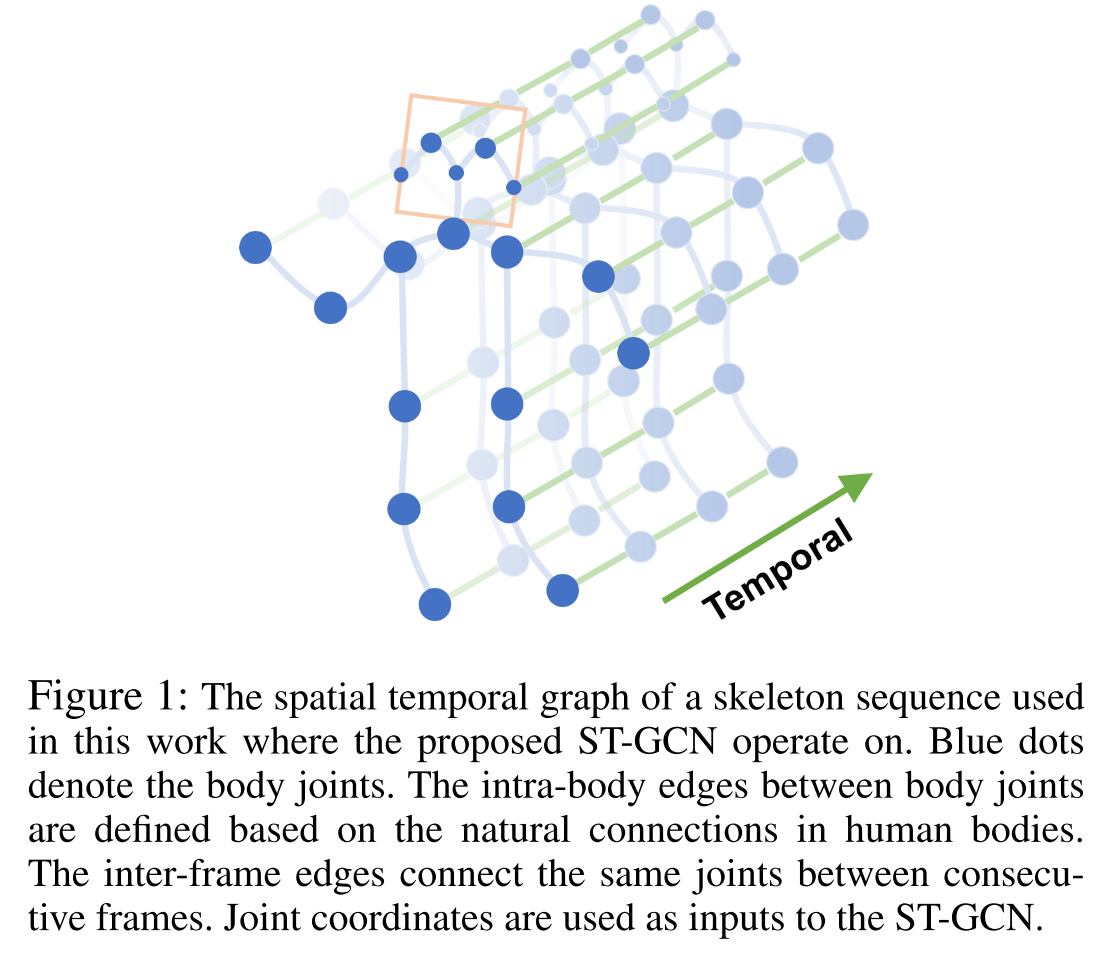 Temporal
Figure 1: The spatial temporal graph of a skeleton sequence used
in this work where the proposed ST-GCN operate on. Blue dots
denote the body joints. The intra-body edges between body joints
are defined based on the natural connections in human bodies.
The inter-frame edges connect the same joints between consecu-
tive frames. Joint coordinates are used as inputs to the ST-GCN.